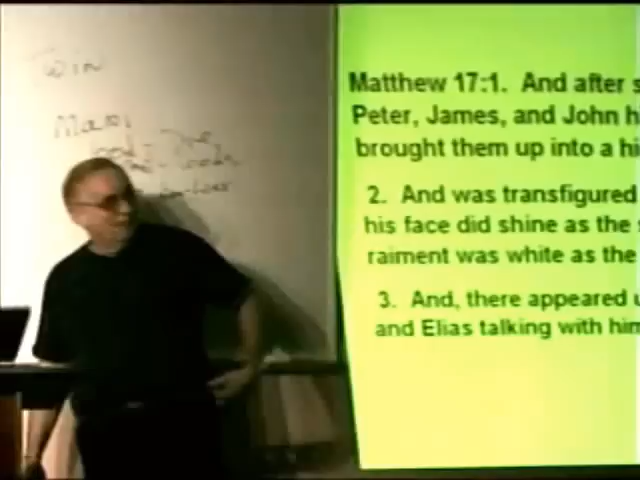 Win
Many
Matthew 17:1. And after s
Peter, James, and John h
brought them up into a hi
2. And was transfigured
his face did shine as the s
raiment was white as the
3. And, there appeared u
and Elias talking with him